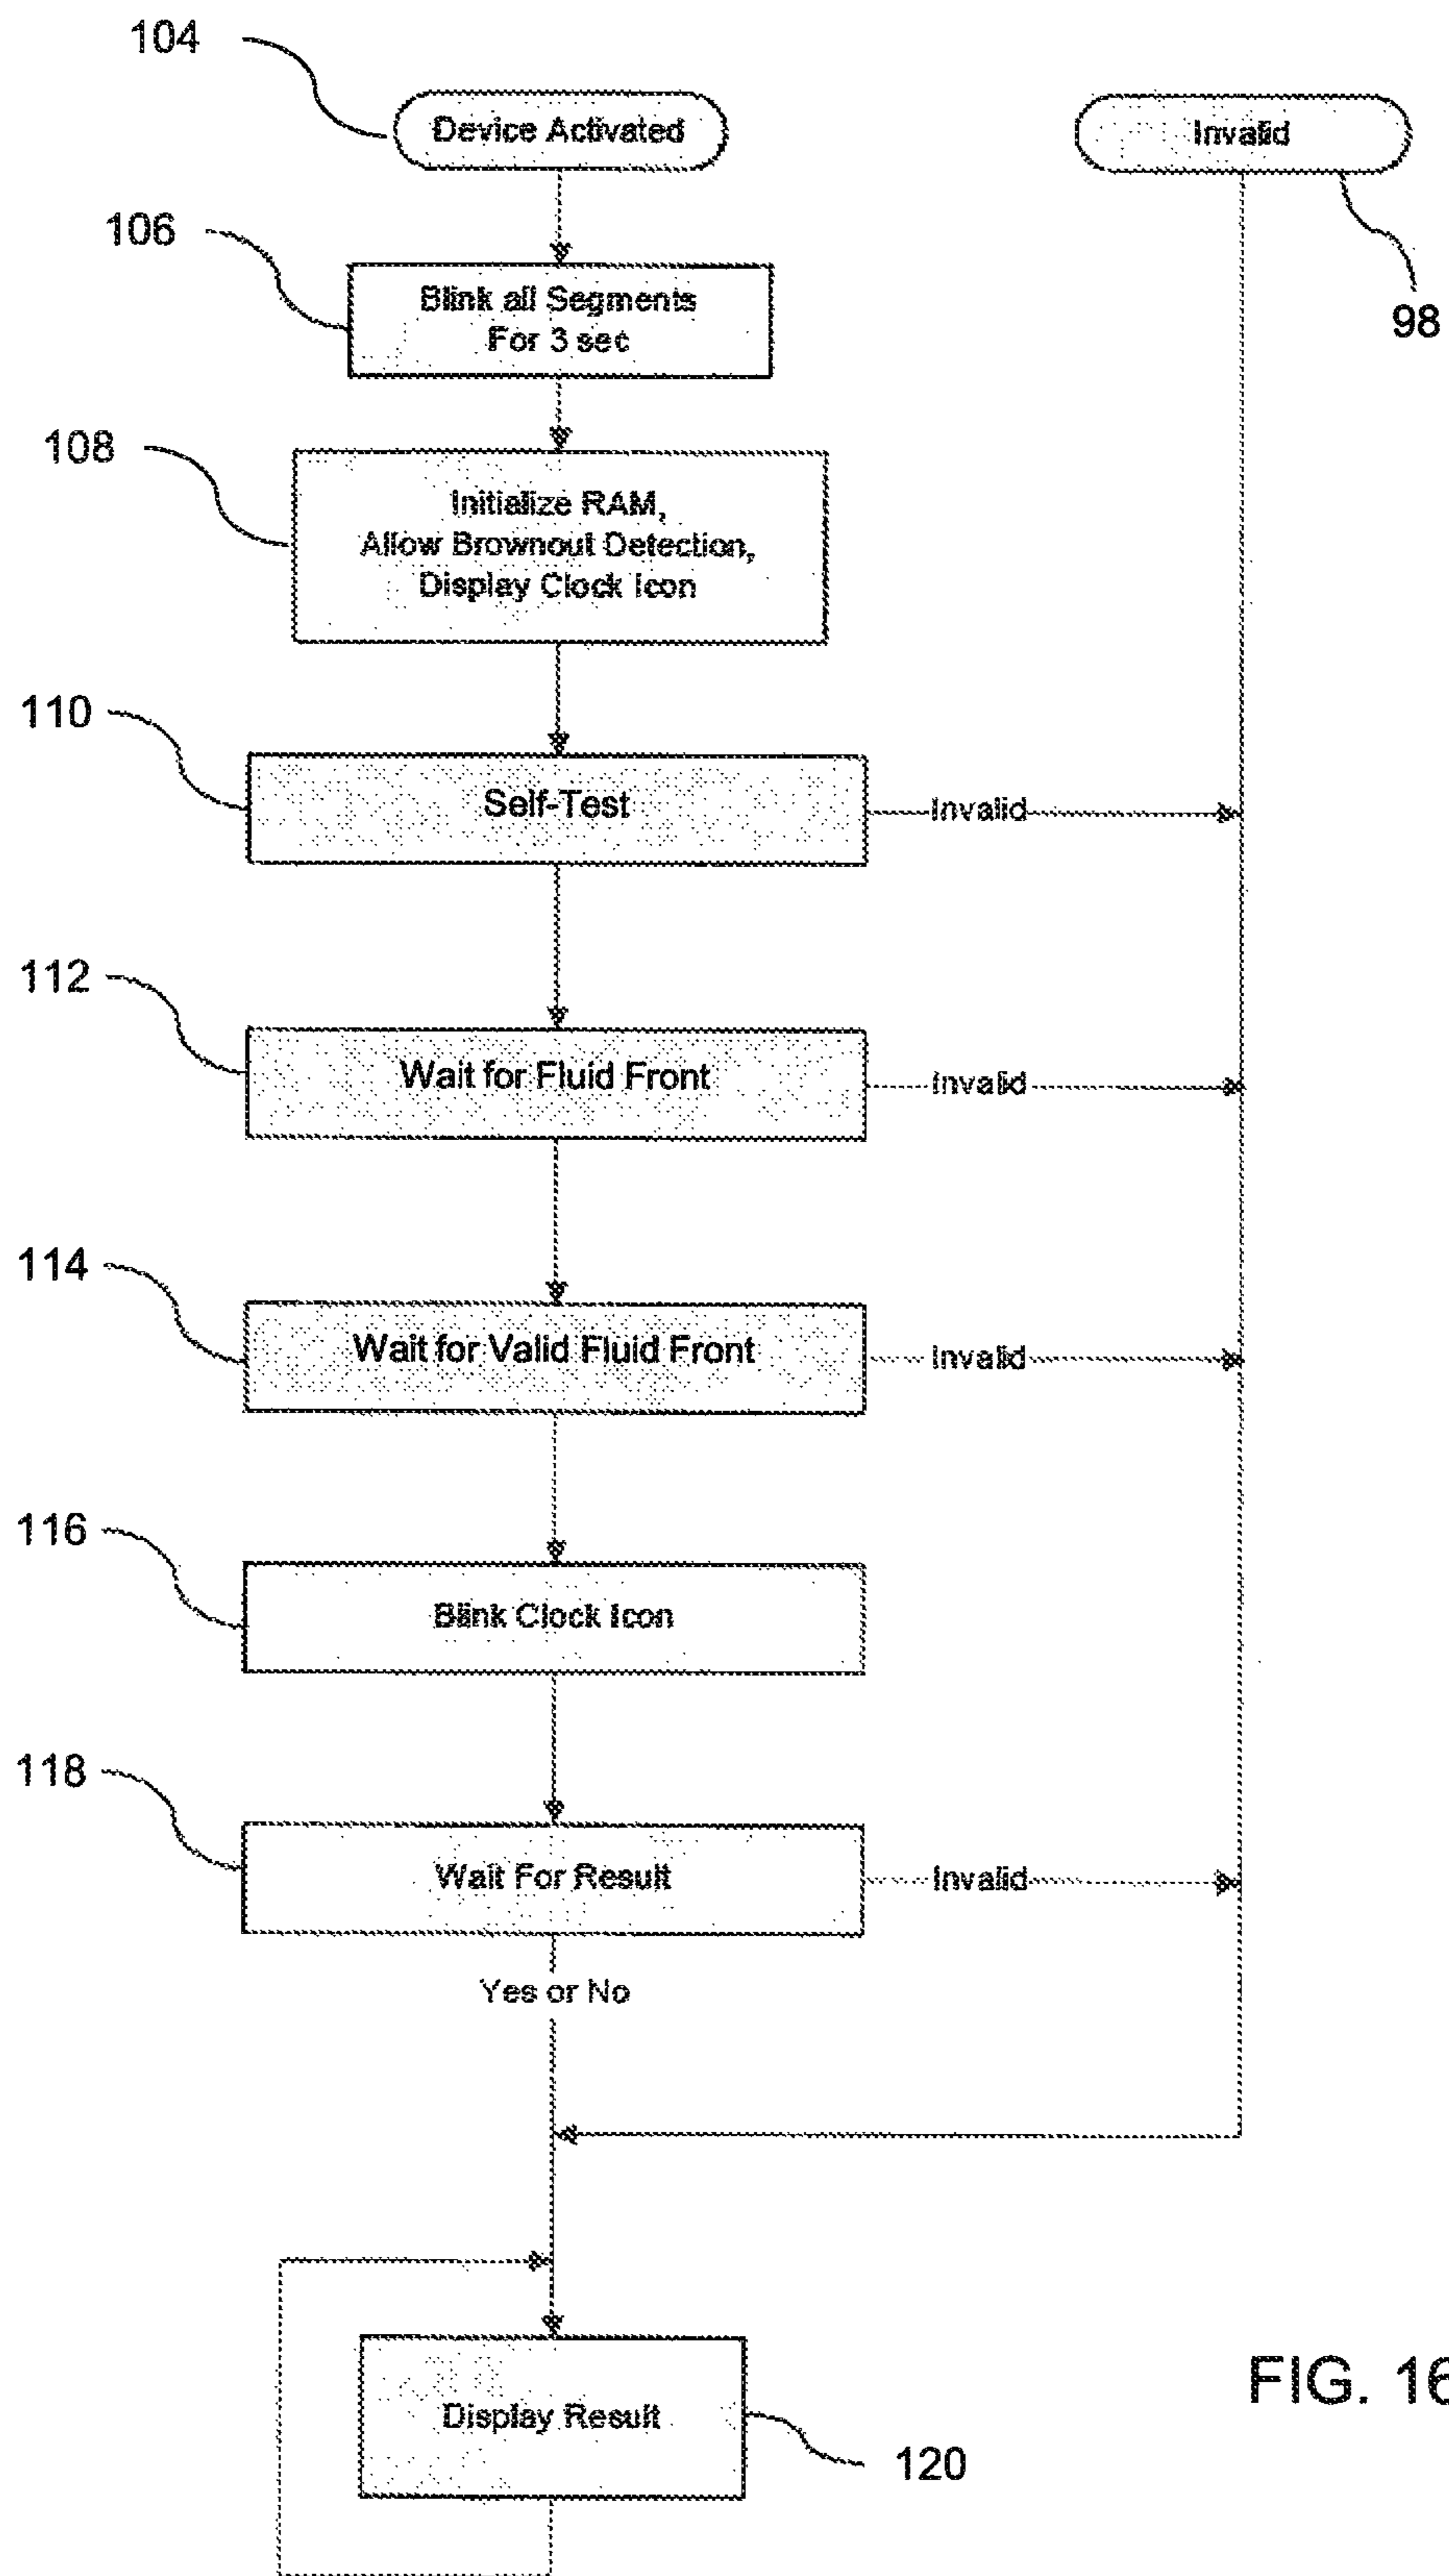 104
Device Activated
Invalid
106
Blink all Segments
For 3 sec
98
108
Initialize RAM,
Allow Brownout Detection,
Display Clock Icon
110
Self-Test
Invalid
112
Wait for Fluid Front
Invalid
114
Wait for Valid Fluid Front
Invalid
116
Blink Clock Icon
118
Wait For Result
Invalid
Yes or No
Display Result
FIG. 16
120